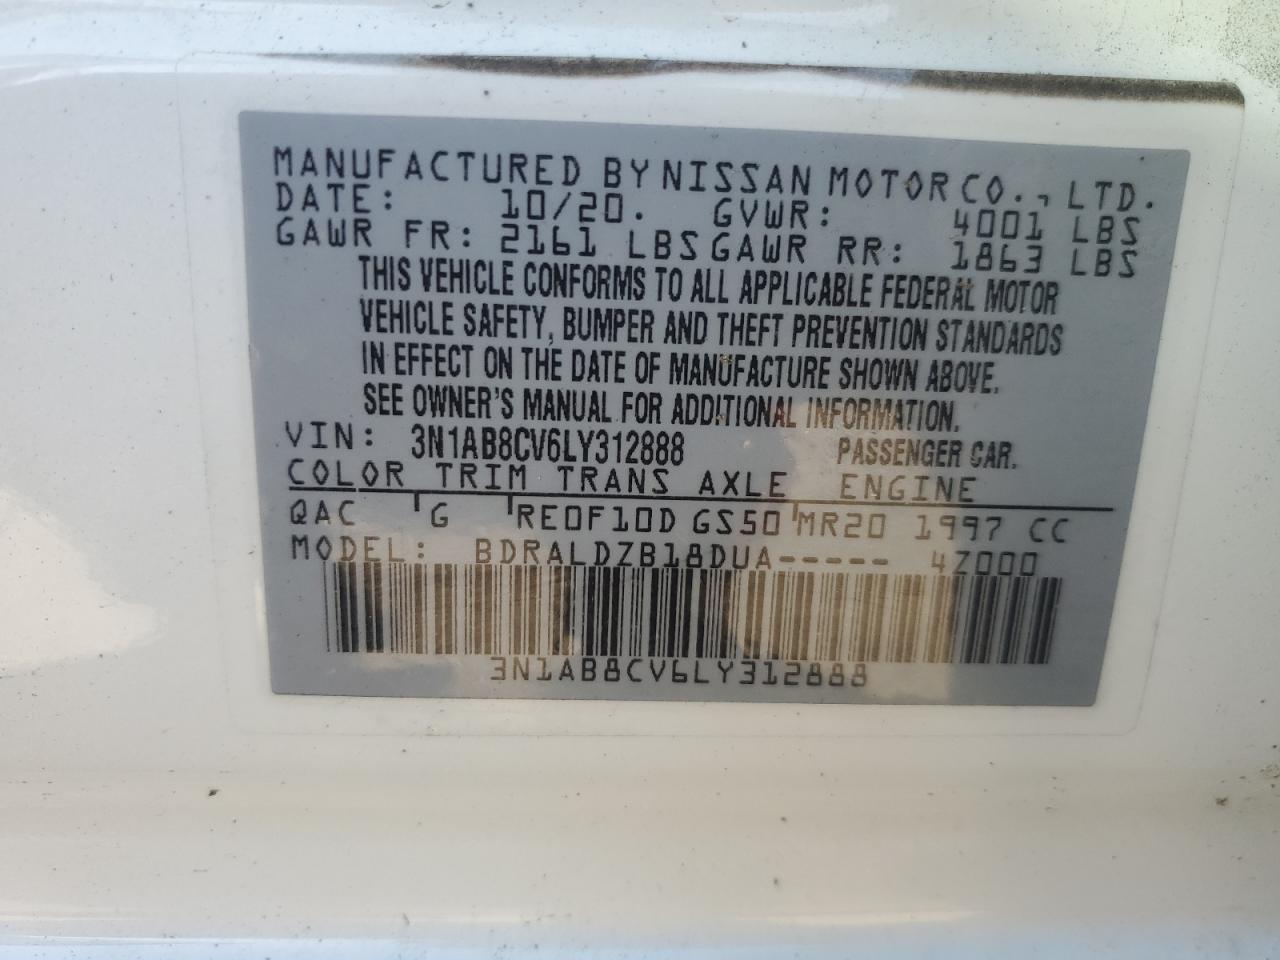 MANUFACTURED BY NISSAN MOTOR CO., LTD.
DATE: 10/20. GVWR: 4001 LBS
GAWR FR: 2161 LBS GAWR RR: 1863 LBS
THIS VEHICLE CONFORMS TO ALL APPLICABLE FEDERAL MOTOR
VEHICLE SAFETY, BUMPER AND THEFT PREVENTION STANDARDS
IN EFFECT ON THE DATE OF MANUFACTURE SHOWN ABOVE.
SEE OWNER'S MANUAL FOR ADDITIONAL INFORMATION.
VIN: 3N1AB8CV6LY312888 PASSENGER CAR.
COLOR TRIM TRANS AXLE ENGINE
QAC G RE0F10D GS50 MR20 1997 CC
MODEL: BDRALDZB18DUA----- 4Z000
3N1AB8CV6LY312888